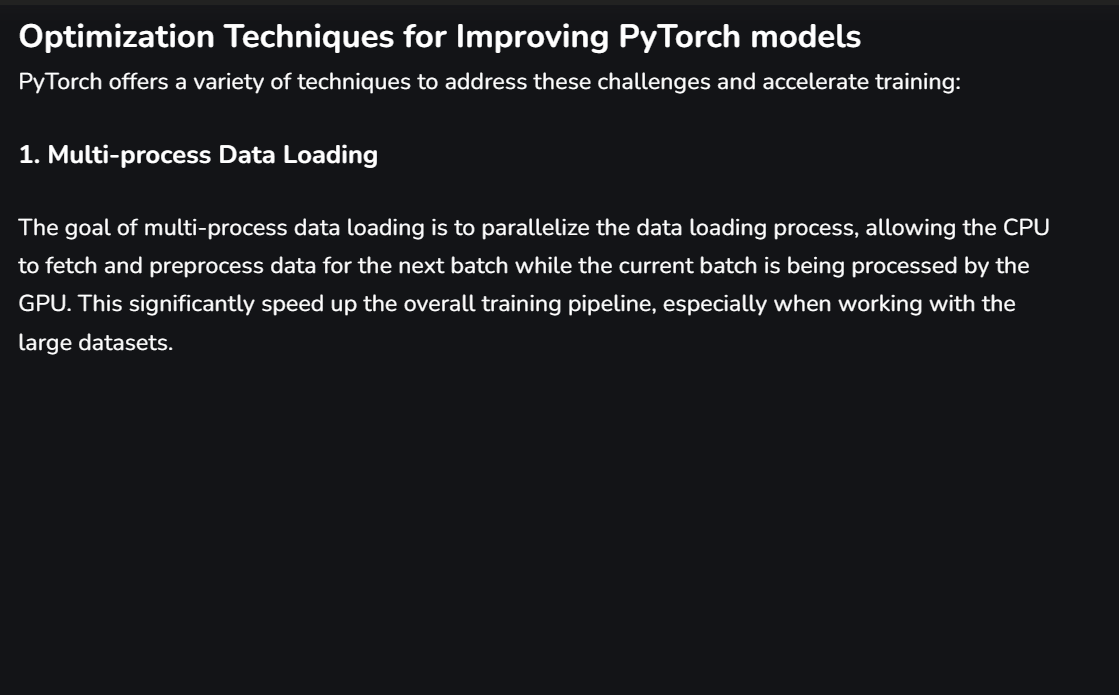 Optimization Techniques for Improving PyTorch models
PyTorch offers a variety of techniques to address these challenges and accelerate training:
1. Multi-process Data Loading
The goal of multi-process data loading is to parallelize the data loading process, allowing the CPU
to fetch and preprocess data for the next batch while the current batch is being processed by the
GPU. This significantly speed up the overall training pipeline, especially when working with the
large datasets.